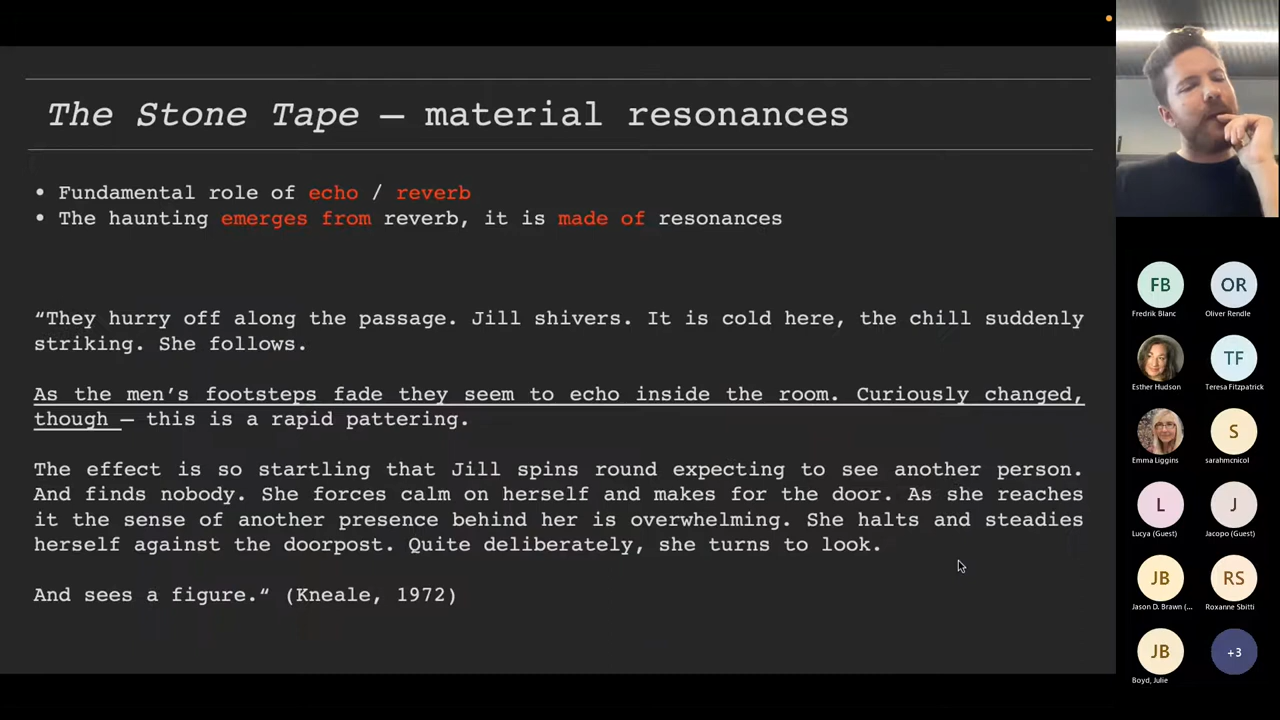 The Stone Tape – material resonances
• Fundamental role of echo / reverb
• The haunting emerges from reverb, it is made of resonances
“They hurry off along the passage. Jill shivers. It is cold here, the chill suddenly
striking. She follows.
As the men’s footsteps fade they seem to echo inside the room. Curiously changed,
though – this is a rapid pattering.
The effect is so startling that Jill spins round expecting to see another person.
And finds nobody. She forces calm on herself and makes for the door. As she reaches
it the sense of another presence behind her is overwhelming. She halts and steadies
herself against the doorpost. Quite deliberately, she turns to look.
And sees a figure.“ (Kneale, 1972)
FB
OR
Fredrik Blanc
Oliver Rendle
TF
Esther Hudson
Teresa Fitzpatrick
S
Emma Liggins
sarahmcnicol
L
J
Lucya (Guest)
Jacopo (Guest)
JB
RS
Jason D. Brawn (...
Roxanne Sbitti
JB
+3
Boyd, Julie